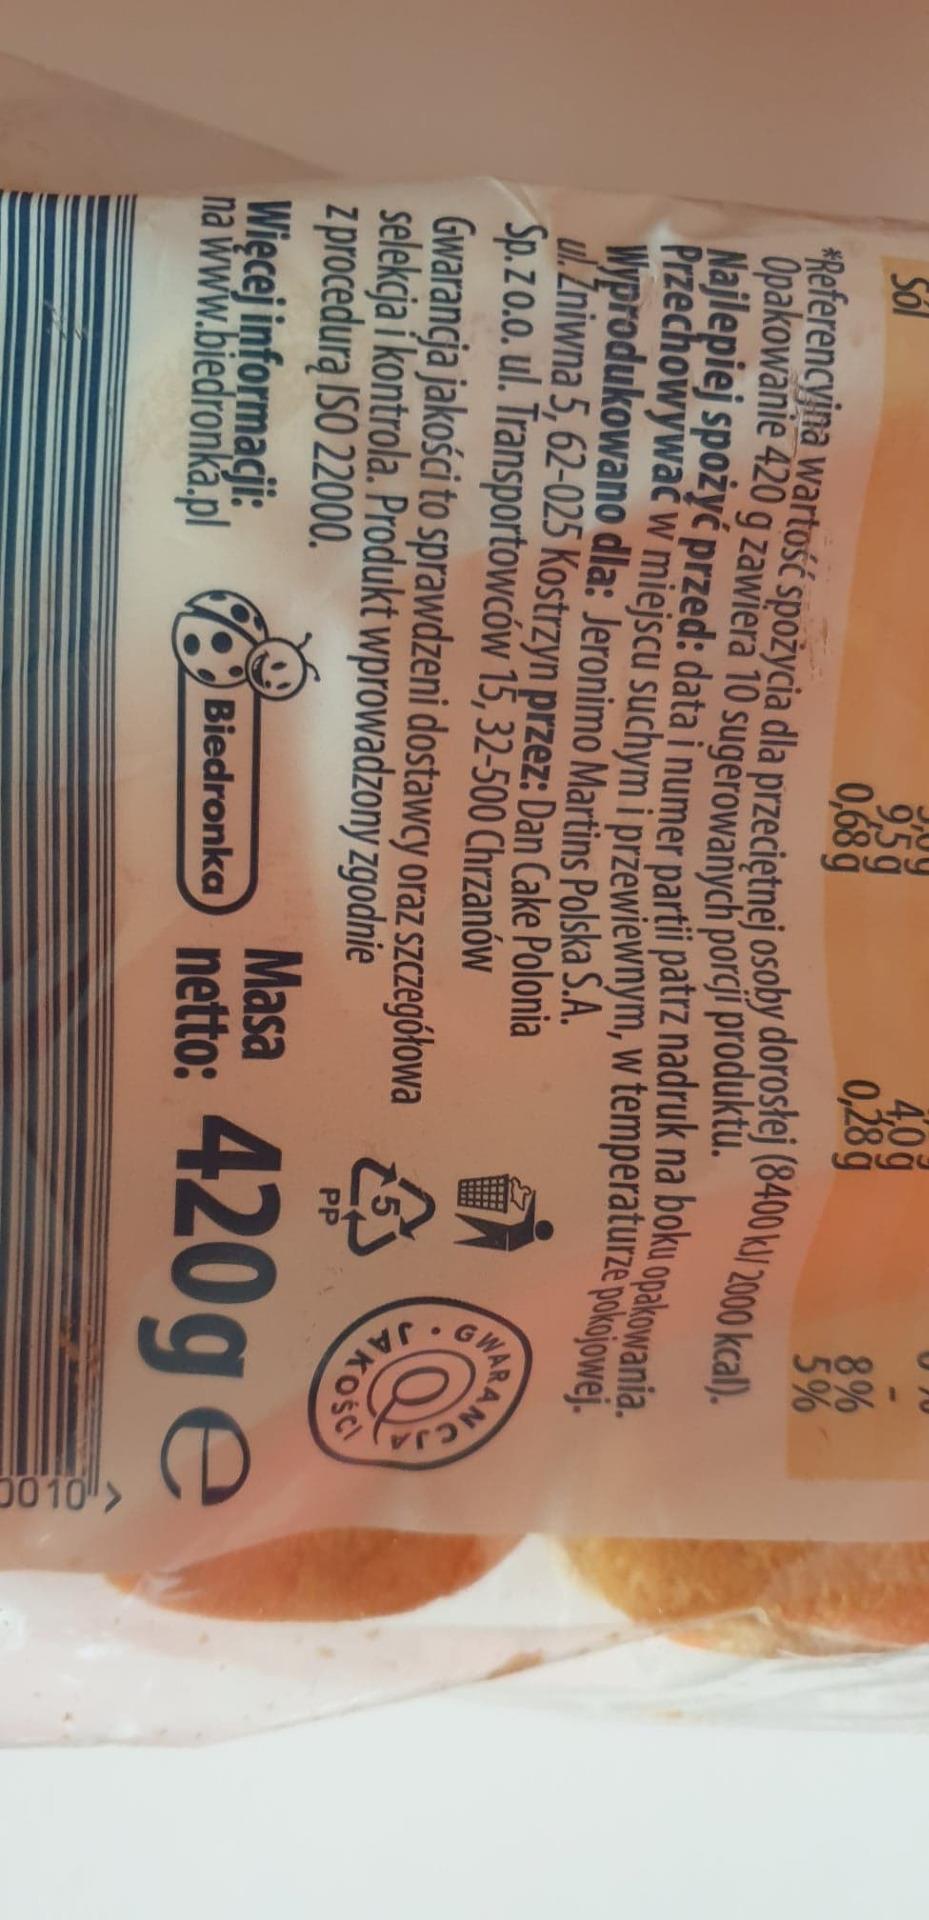 9,5 g 4,0 g -
Sól 0,68 g 0,28 g 8%
5%
*Referencyjna wartość spożycia dla przeciętnej osoby dorosłej (8400 kJ/ 2000 kcal).
Opakowanie 420 g zawiera 10 sugerowanych porcji produktu.
Najlepiej spożyć przed: data i numer partii patrz nadruk na boku opakowania.
Przechowywać w miejscu suchym i przewiewnym, w temperaturze pokojowej.
Wyprodukowano dla: Jeronimo Martins Polska S.A.
ul. Żniwna 5, 62-025 Kostrzyn przez: Dan Cake Polonia
Sp. z o.o. ul. Transportowców 15, 32-500 Chrzanów
Gwarancja jakości to sprawdzeni dostawcy oraz szczegółowa
selekcja i kontrola. Produkt wprowadzony zgodnie
z procedurą ISO 22000.
5
PP
GWARANCJA • JAKOŚCI
Q
Więcej informacji:
na www.biedronka.pl
Biedronka
Masa
netto: 420 g e
0010 >